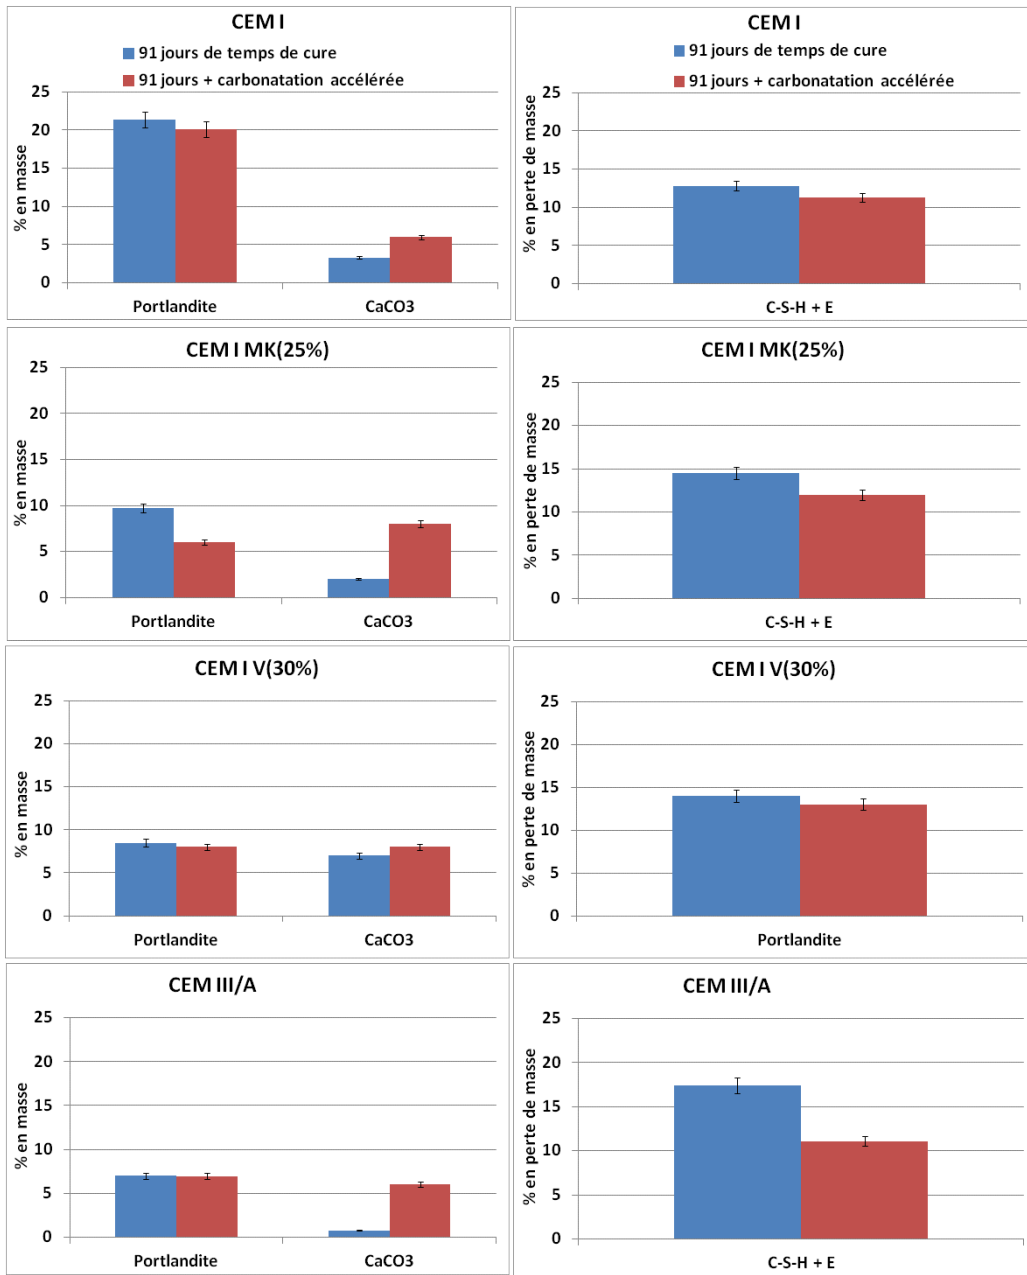 CEM I
91 jours de temps de cure
91 jours + carbonatation accélérée
% en masse
25
20
15
10
5
0
Portlandite CaCO3
CEM I
91 jours de temps de cure
91 jours + carbonatation accélérée
% en perte de masse
25
20
15
10
5
0
C-S-H + E
CEM I MK(25%)
% en masse
25
20
15
10
5
0
Portlandite CaCO3
CEM I MK(25%)
% en perte de masse
25
20
15
10
5
0
C-S-H + E
CEM I V(30%)
% en masse
25
20
15
10
5
0
Portlandite CaCO3
CEM I V(30%)
% en perte de masse
25
20
15
10
5
0
Portlandite
CEM III/A
% en masse
25
20
15
10
5
0
Portlandite CaCO3
CEM III/A
% en perte de masse
25
20
15
10
5
0
C-S-H + E